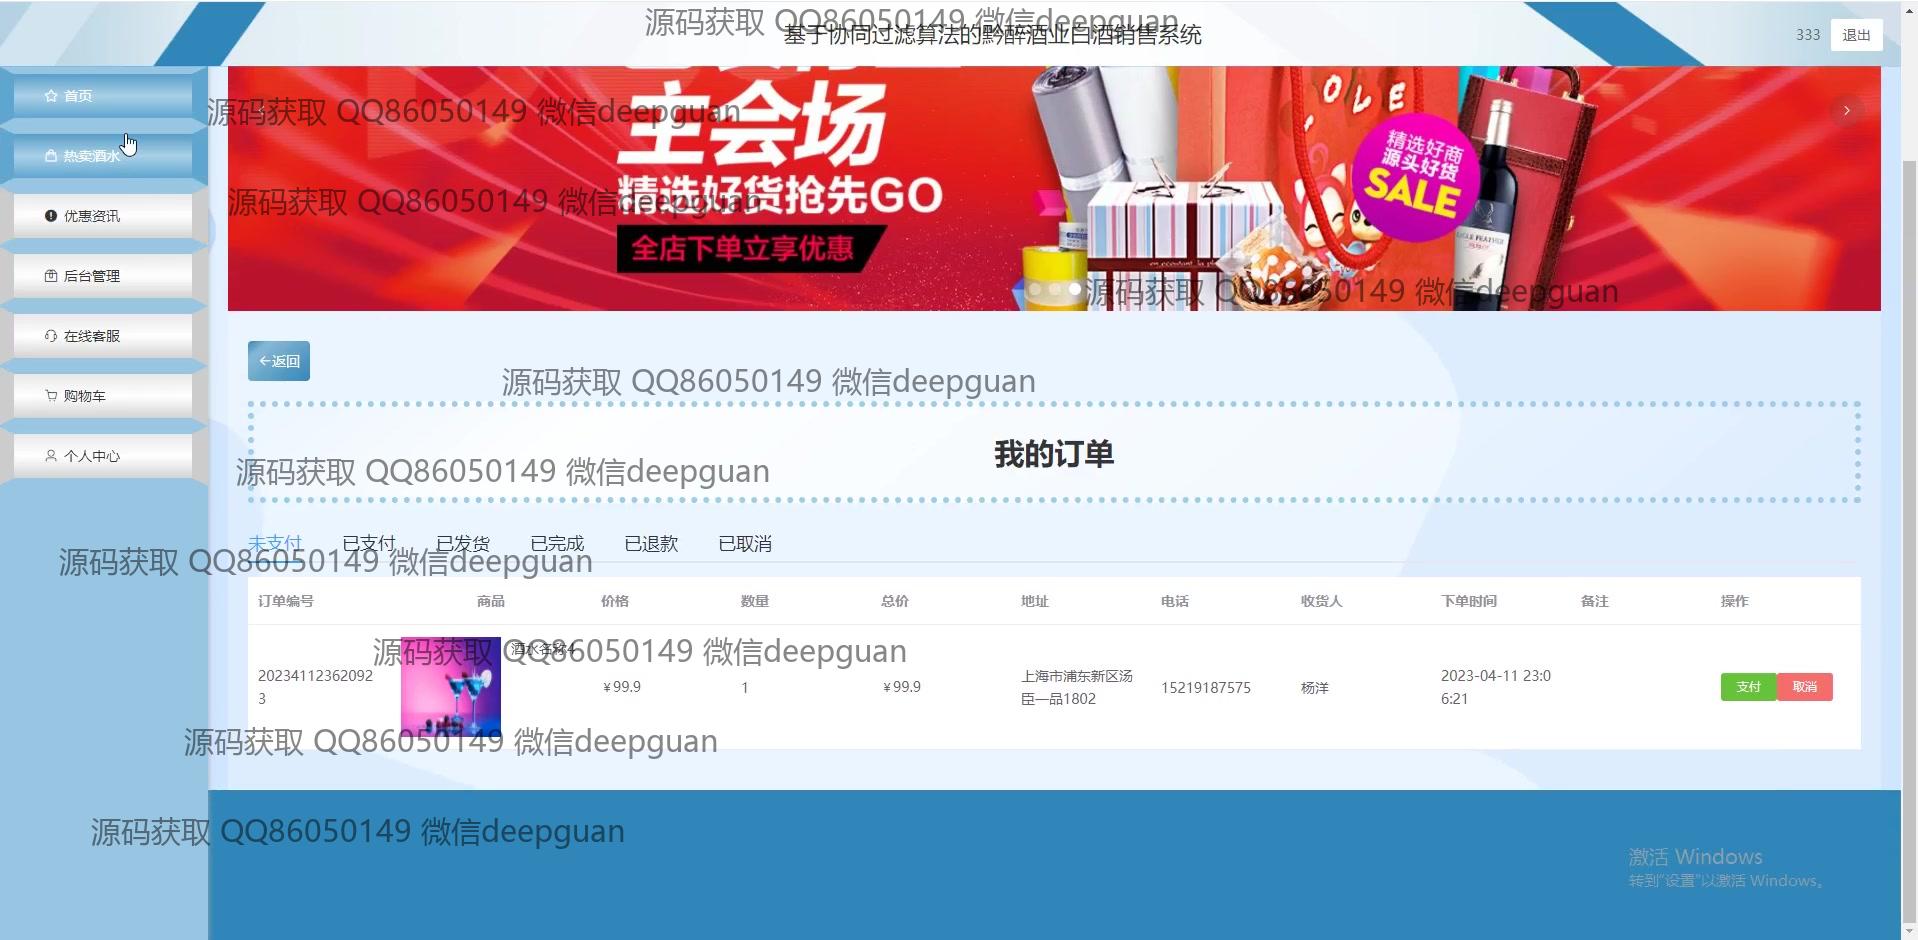 源码获取 QQ86050149 微信deepguan
基于协同过滤算法的黔醉酒业白酒销售系统
333
退出
首页
热卖酒水
优惠资讯
后台管理
在线客服
购物车
个人中心
源码获取 QQ86050149 微信deepguan
主会场
源码获取 QQ86050149 微信deepguan
精选好货抢先GO
全店下单立享优惠
OLE
精选好商
源头好货
SALE
EAGLE FEATHER
源码获取 QQ86050149 微信deepguan
←返回
源码获取 QQ86050149 微信deepguan
我的订单
源码获取 QQ86050149 微信deepguan
未支付 已支付 已发货 已完成 已退款 已取消
源码获取 QQ86050149 微信deepguan
订单编号 商品 价格 数量 总价 地址 电话 收货人 下单时间 备注 操作
源码获取 QQ86050149 微信deepguan
酒水名称4
20234112362092 上海市浦东新区汤 2023-04-11 23:0
￥99.9 1 ￥99.9 15219187575 杨洋 支付 取消
3 臣一品1802 6:21
源码获取 QQ86050149 微信deepguan
源码获取 QQ86050149 微信deepguan
激活 Windows
转到"设置"以激活 Windows。